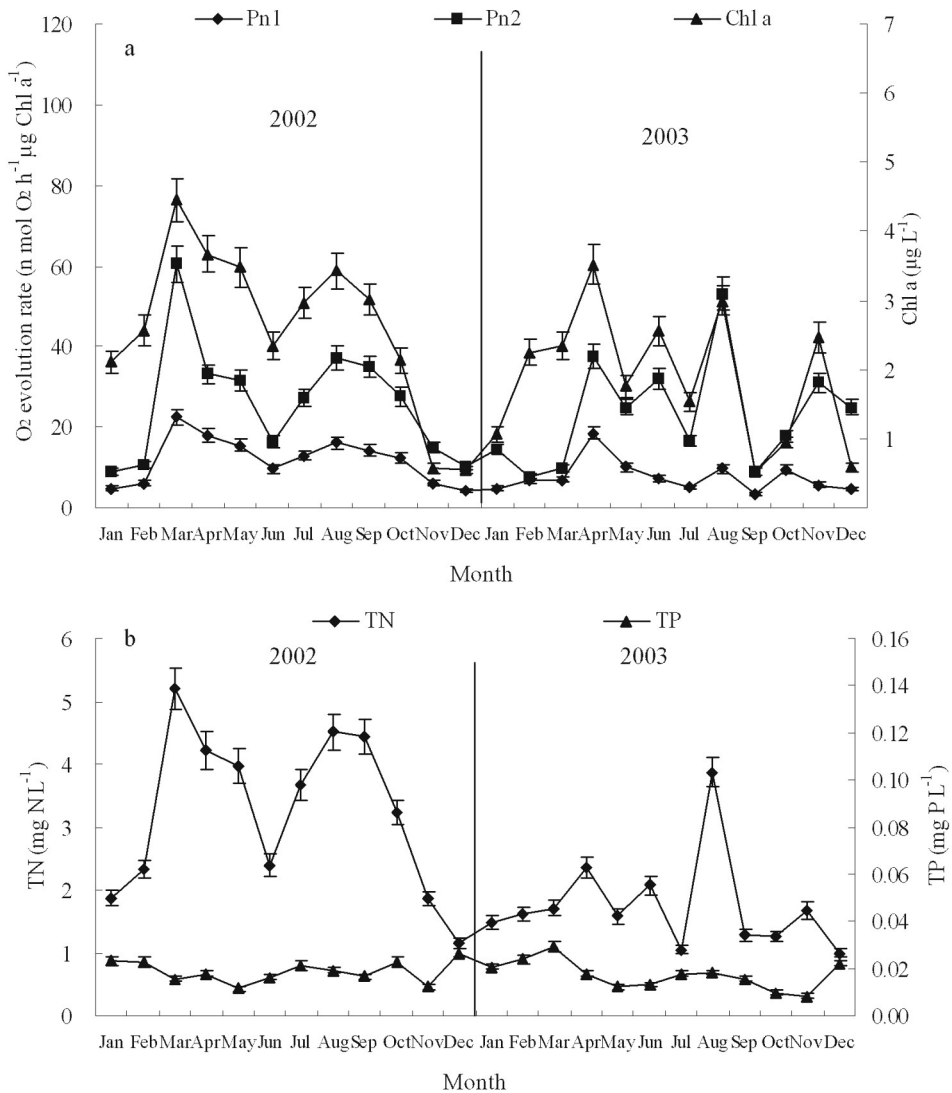 Pn1 Pn2 Chl a
a
120
100
80
60
40
20
0
7
6
5
4
3
2
1
2002
2003
O₂ evolution rate (n mol O₂ h⁻¹ μg Chl a⁻¹)
Chl a (μg L⁻¹)
Jan Feb Mar Apr May Jun Jul Aug Sep Oct Nov Dec Jan Feb Mar Apr May Jun Jul Aug Sep Oct Nov Dec
Month
b
TN TP
6
5
4
3
2
1
0
0.16
0.14
0.12
0.10
0.08
0.06
0.04
0.02
0.00
2002
2003
TN (mg NL⁻¹)
TP (mg P L⁻¹)
Jan Feb Mar Apr May Jun Jul Aug Sep Oct Nov Dec Jan Feb Mar Apr May Jun Jul Aug Sep Oct Nov Dec
Month